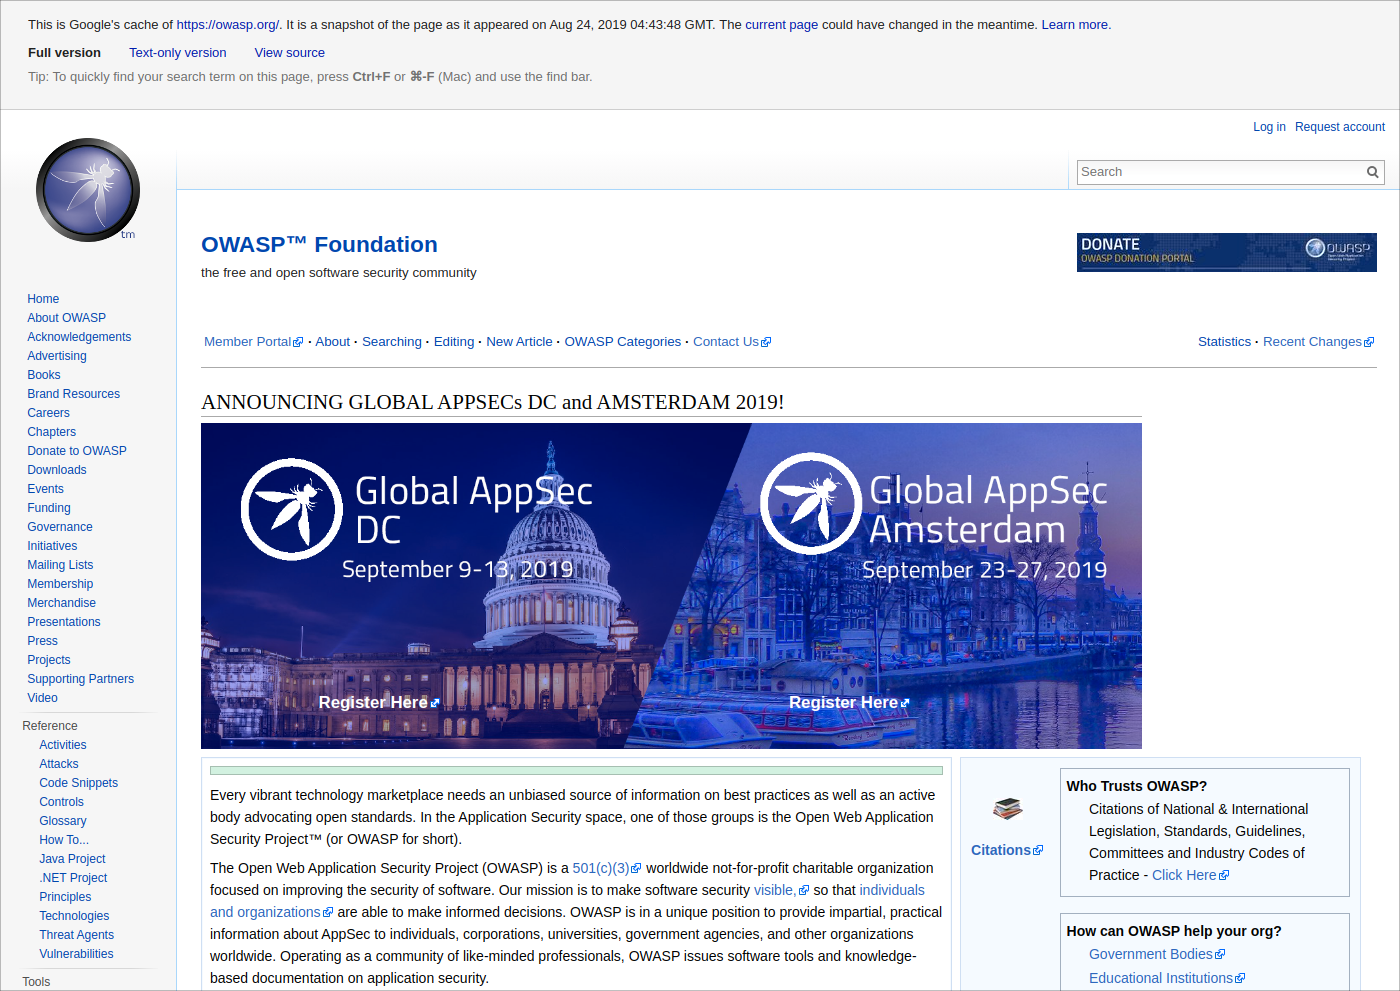 This is Google's cache of https://owasp.org/. It is a snapshot of the page as it appeared on Aug 24, 2019 04:43:48 GMT. The current page could have changed in the meantime. Learn more.
Full version Text-only version View source
Tip: To quickly find your search term on this page, press Ctrl+F or ⌘-F (Mac) and use the find bar.
Log in Request account
Search
tm
Home
About OWASP
Acknowledgements
Advertising
Books
Brand Resources
Careers
Chapters
Donate to OWASP
Downloads
Events
Funding
Governance
Initiatives
Mailing Lists
Membership
Merchandise
Presentations
Press
Projects
Supporting Partners
Video
Reference
Activities
Attacks
Code Snippets
Controls
Glossary
How To...
Java Project
.NET Project
Principles
Technologies
Threat Agents
Vulnerabilities
Tools
OWASP™ Foundation
the free and open software security community
DONATE
OWASP DONATION PORTAL
OWASP
Open Web Application
Security Project
Member Portal · About · Searching · Editing · New Article · OWASP Categories · Contact Us
Statistics · Recent Changes
ANNOUNCING GLOBAL APPSECs DC and AMSTERDAM 2019!
Global AppSec
DC
September 9-13, 2019
Register Here
Global AppSec
Amsterdam
September 23-27, 2019
Register Here
Every vibrant technology marketplace needs an unbiased source of information on best practices as well as an active
body advocating open standards. In the Application Security space, one of those groups is the Open Web Application
Security Project™ (or OWASP for short).
The Open Web Application Security Project (OWASP) is a 501(c)(3) worldwide not-for-profit charitable organization
focused on improving the security of software. Our mission is to make software security visible, so that individuals
and organizations are able to make informed decisions. OWASP is in a unique position to provide impartial, practical
information about AppSec to individuals, corporations, universities, government agencies, and other organizations
worldwide. Operating as a community of like-minded professionals, OWASP issues software tools and knowledge-
based documentation on application security.
Citations
Who Trusts OWASP?
Citations of National & International
Legislation, Standards, Guidelines,
Committees and Industry Codes of
Practice - Click Here
How can OWASP help your org?
Government Bodies
Educational Institutions